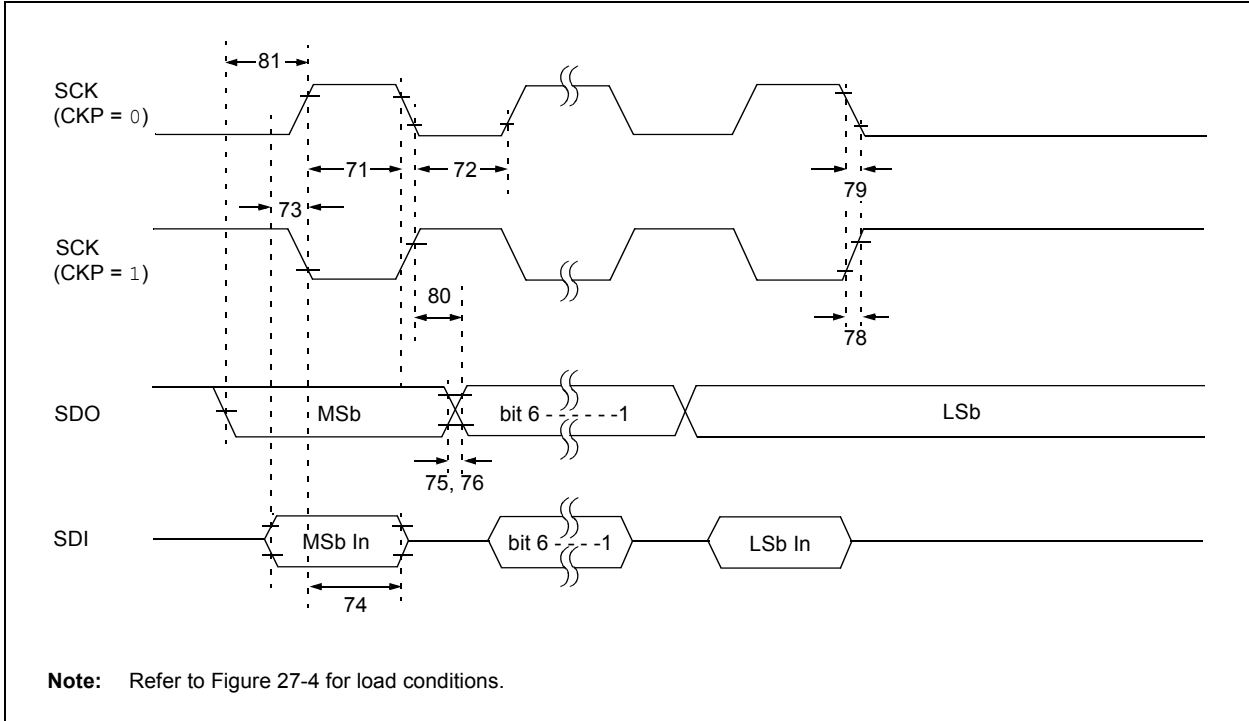 81
SCK
(CKP = 0)
71
72
79
73
SCK
(CKP = 1)
80
78
SDO
MSb
bit 6 - - - - - -1
LSb
75, 76
SDI
MSb In
bit 6 - - - -1
LSb In
74
Note: Refer to Figure 27-4 for load conditions.